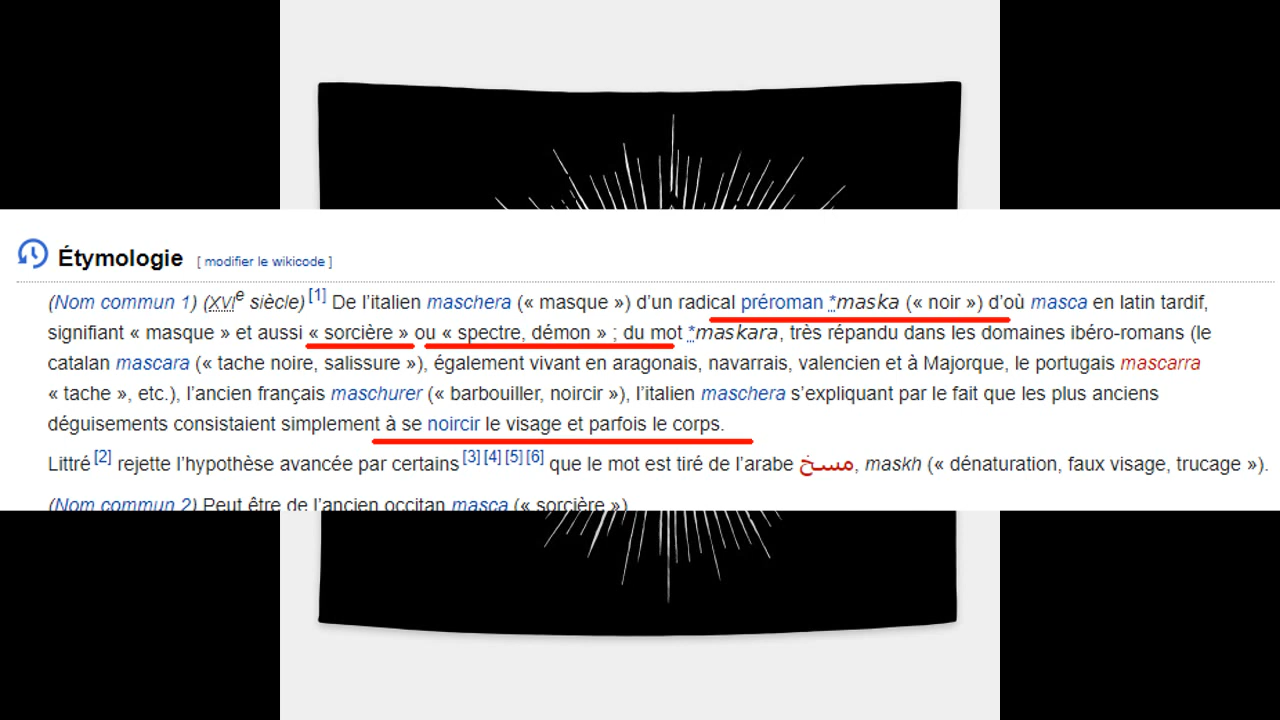 Étymologie [ modifier le wikicode ]
(Nom commun 1) (XVIe siècle) [1] De l’italien maschera (« masque ») d’un radical préroman *maska (« noir ») d’où masca en latin tardif,
signifiant « masque » et aussi « sorcière » ou « spectre, démon » ; du mot *maskara, très répandu dans les domaines ibéro-romans (le
catalan mascara (« tache noire, salissure »), également vivant en aragonais, navarrais, valencien et à Majorque, le portugais mascarra
« tache », etc.), l’ancien français maschurer (« barbouiller, noircir »), l’italien maschera s’expliquant par le fait que les plus anciens
déguisements consistaient simplement à se noircir le visage et parfois le corps.
Littré [2] rejette l’hypothèse avancée par certains [3] [4] [5] [6] que le mot est tiré de l’arabe مسخ, maskh (« dénaturation, faux visage, trucage »).
(Nom commun 2) Peut être de l’ancien occitan masca (« sorcière »)